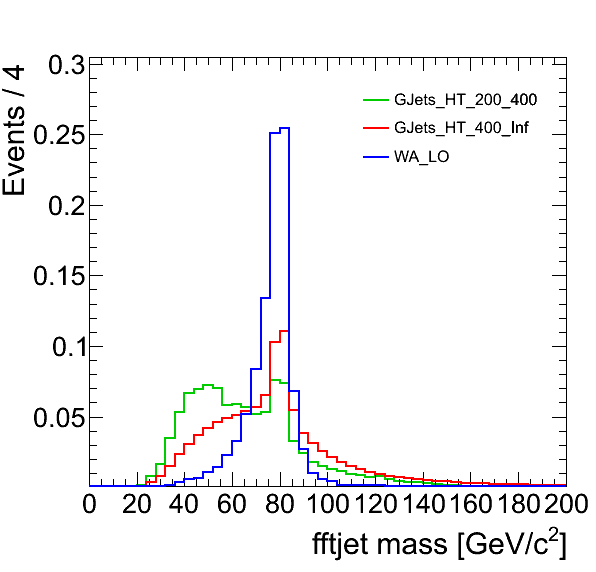 Events / 4
0.3
0.25
0.2
0.15
0.1
0.05
GJets_HT_200_400
GJets_HT_400_Inf
WA_LO
0 20 40 60 80 100 120 140 160 180 200
fftjet mass [GeV/c²]